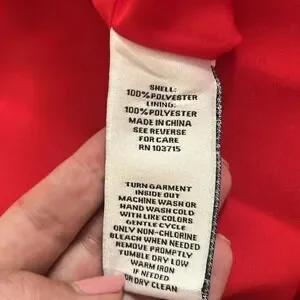 SHELL:
100% POLYESTER
LINING:
100% POLYESTER
MADE IN CHINA
SEE REVERSE
FOR CARE
RN 103715
TURN GARMENT
INSIDE OUT
MACHINE WASH OR
HAND WASH COLD
WITH LIKE COLORS
GENTLE CYCLE
ONLY NON-CHLORINE
BLEACH WHEN NEEDED
REMOVE PROMPTLY
TUMBLE DRY LOW
WARM IRON
IF NEEDED
OR DRY CLEAN